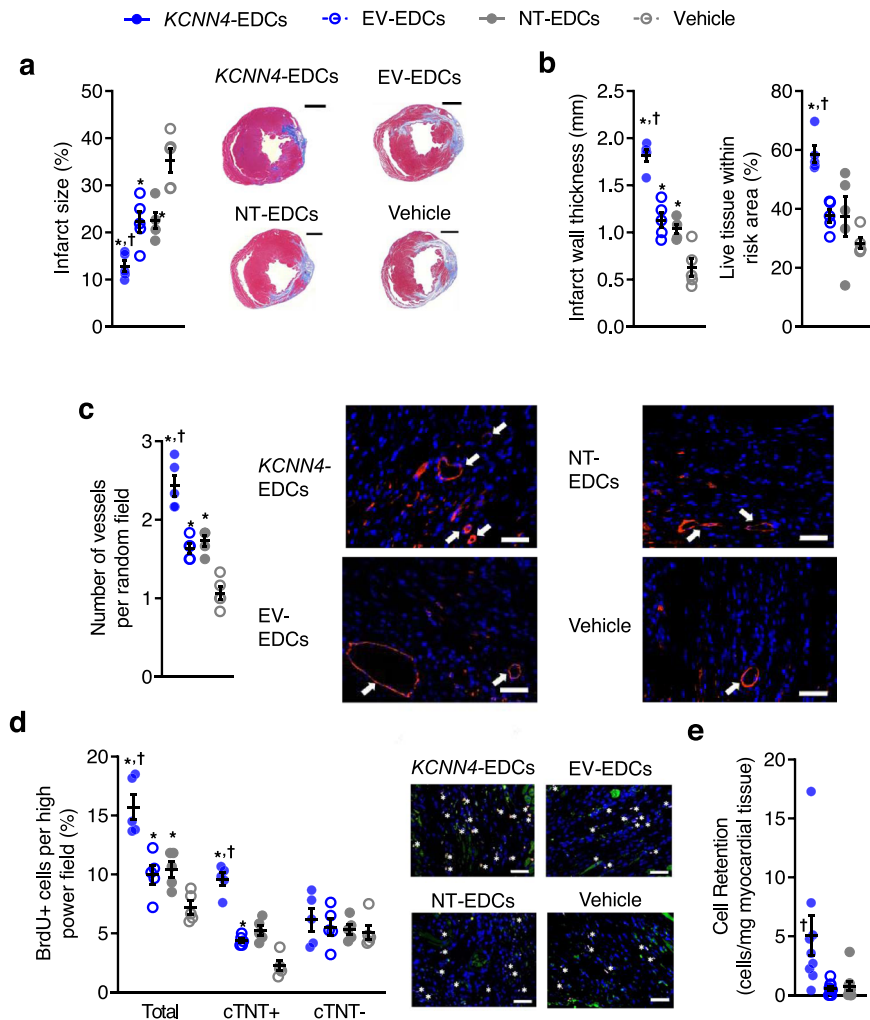 KCNN4-EDCs EV-EDCs NT-EDCs Vehicle
a
Infarct size (%)
50
40
30
20
10
0
*,†
*
*
KCNN4-EDCs
EV-EDCs
NT-EDCs
Vehicle
b
Infarct wall thickness (mm)
2.5
2.0
1.5
1.0
0.5
0.0
*,†
*
*
Live tissue within
risk area (%)
80
60
40
20
0
*,†
c
Number of vessels
per random field
3
2
1
0
*,†
*
*
KCNN4-
EDCs
NT-
EDCs
EV-
EDCs
Vehicle
d
BrdU+ cells per high
power field (%)
20
15
10
5
0
*,†
*
*
*,†
*
Total
cTNT+
cTNT-
KCNN4-EDCs
EV-EDCs
NT-EDCs
Vehicle
e
Cell Retention
(cells/mg myocardial tissue)
20
15
10
5
0
†